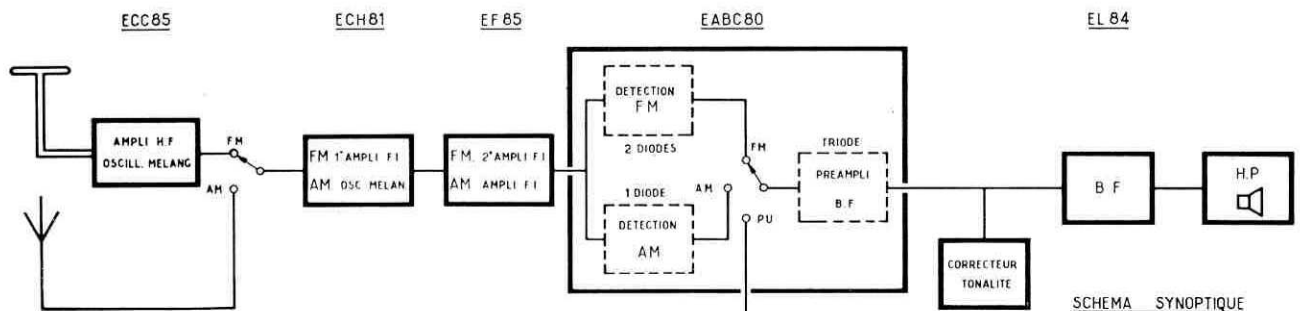 ECC85
ECH81
EF85
EABC80
EL 84
AMPLI H.F
OSCILL. MELANG
FM
AM
FM 1° AMPLI F I
AM OSC MELAN.
FM. 2° AMPLI F I.
AM AMPLI F I
DETECTION
FM
2 DIODES
1 DIODE
DETECTION
AM
FM
AM
PU
TRIODE
PREAMPLI
B.F
CORRECTEUR
TONALITE
B F
H.P
SCHEMA SYNOPTIQUE